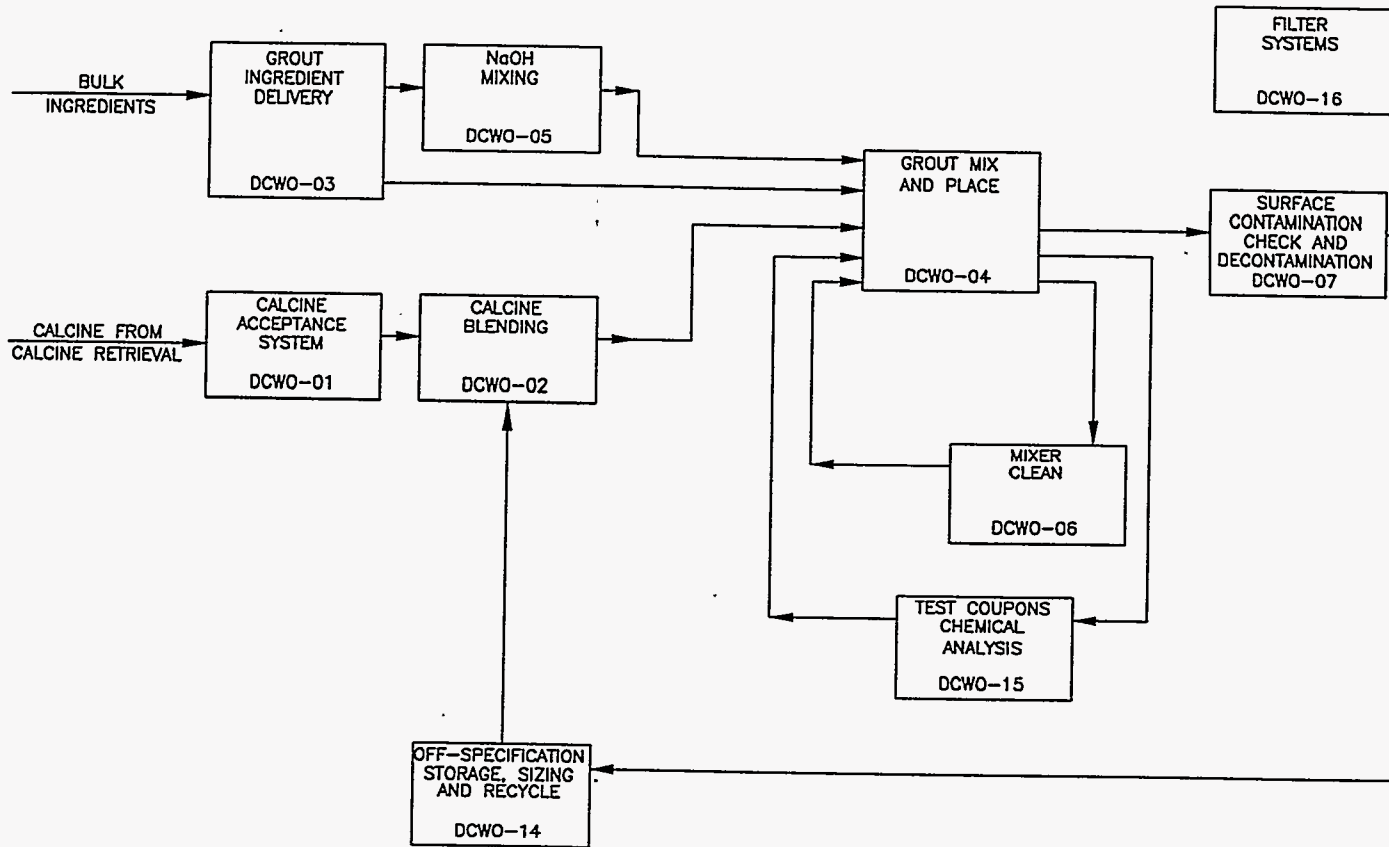 FILTER
SYSTEMS
DCWO-16
GROUT
INGREDIENT
DELIVERY
DCWO-03
NaOH
MIXING
DCWO-05
BULK
INGREDIENTS
GROUT MIX
AND PLACE
DCWO-04
SURFACE
CONTAMINATION
CHECK AND
DECONTAMINATION
DCWO-07
CALCINE FROM
CALCINE RETRIEVAL
CALCINE
ACCEPTANCE
SYSTEM
DCWO-01
CALCINE
BLENDING
DCWO-02
MIXER
CLEAN
DCWO-06
TEST COUPONS
CHEMICAL
ANALYSIS
DCWO-15
OFF-SPECIFICATION
STORAGE, SIZING
AND RECYCLE
DCWO-14